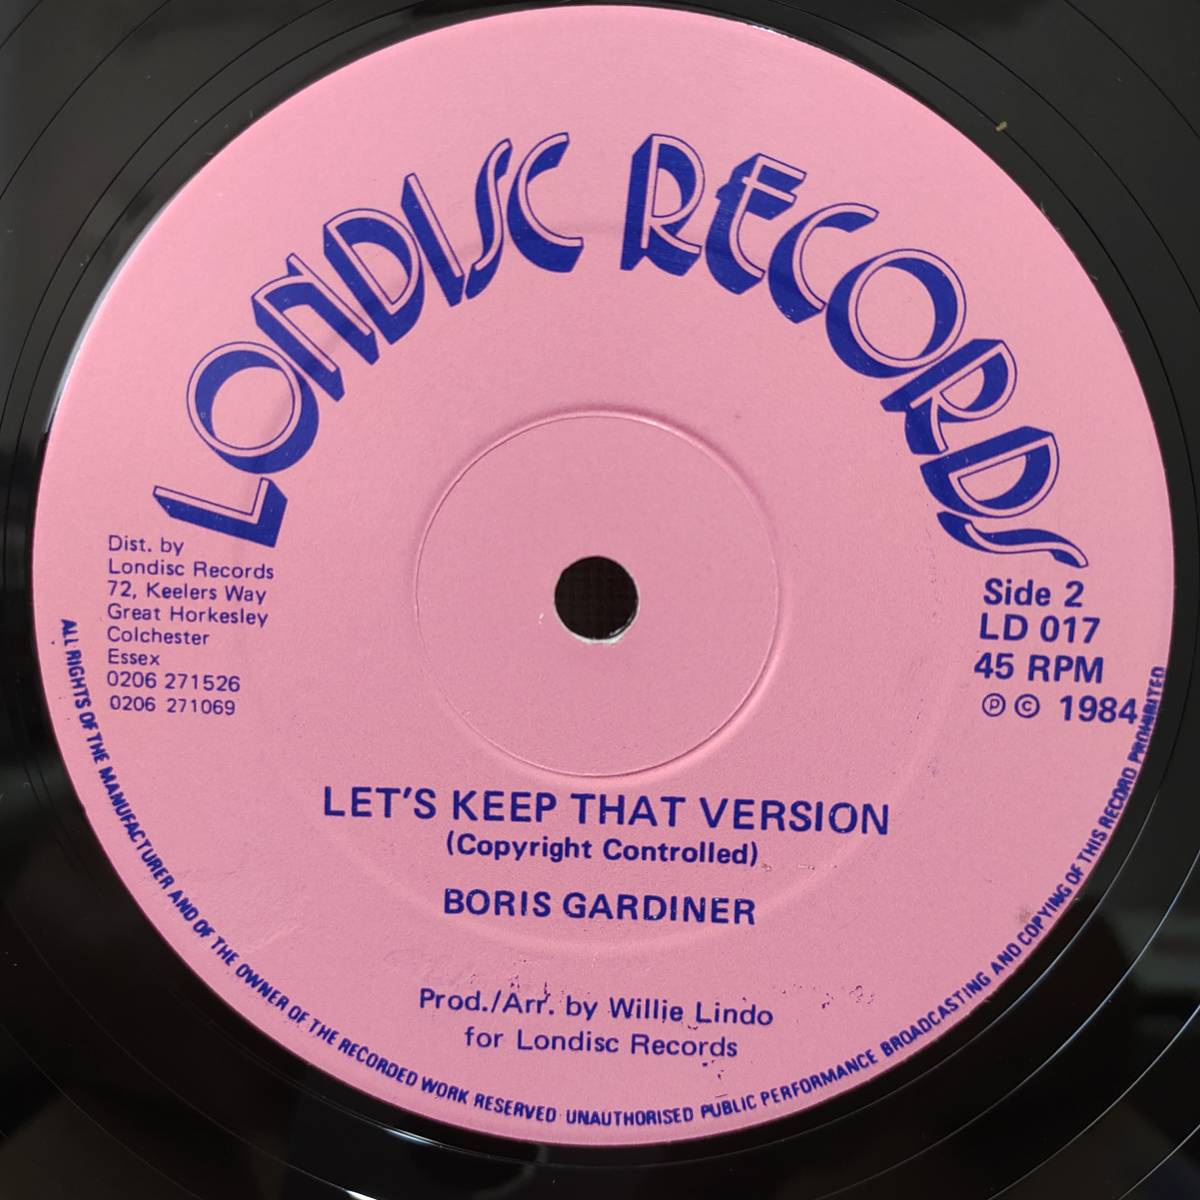 LONDISC RECORDS
Dist. by
Londisc Records
72, Keelers Way
Great Horkesley
Colchester
Essex
0206 271526
0206 271069
Side 2
LD 017
45 RPM
Ⓟ © 1984
LET'S KEEP THAT VERSION
(Copyright Controlled)
BORIS GARDINER
Prod./Arr. by Willie Lindo
for Londisc Records
ALL RIGHTS OF THE MANUFACTURER AND OF THE OWNER OF THE RECORDED WORK RESERVED UNAUTHORISED PUBLIC PERFORMANCE BROADCASTING AND COPYING OF THIS RECORD PROHIBITED